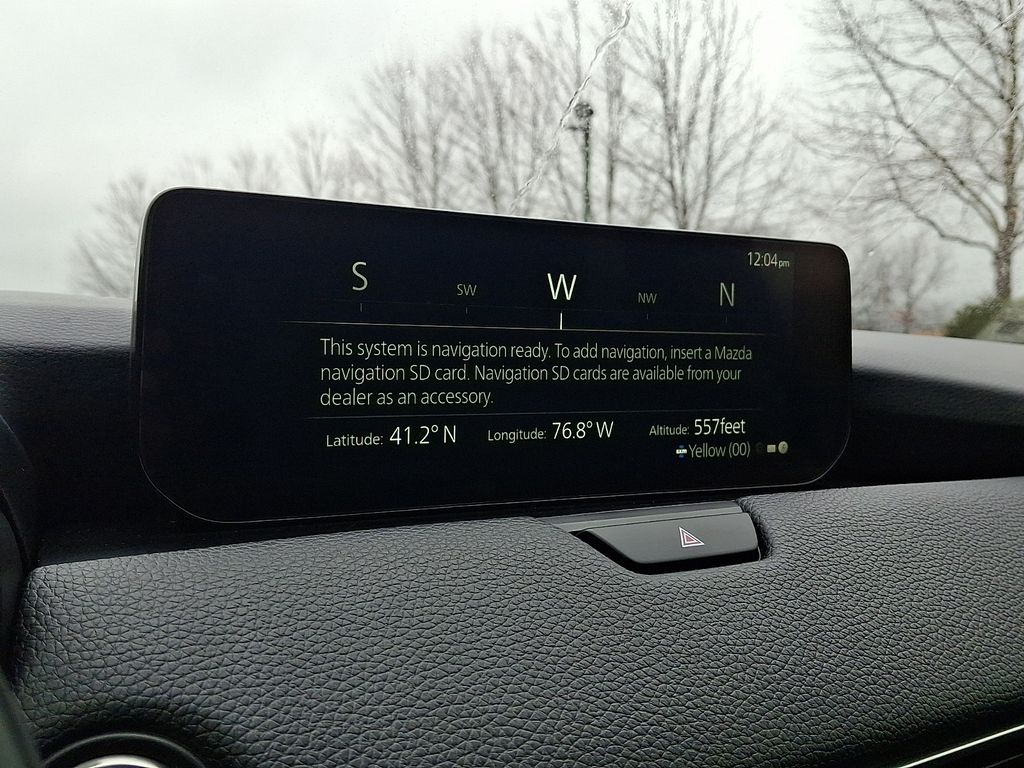 12:04pm
S SW W NW N
This system is navigation ready. To add navigation, insert a Mazda
navigation SD card. Navigation SD cards are available from your
dealer as an accessory.
Latitude: 41.2° N Longitude: 76.8° W Altitude: 557feet
sxm Yellow (00)